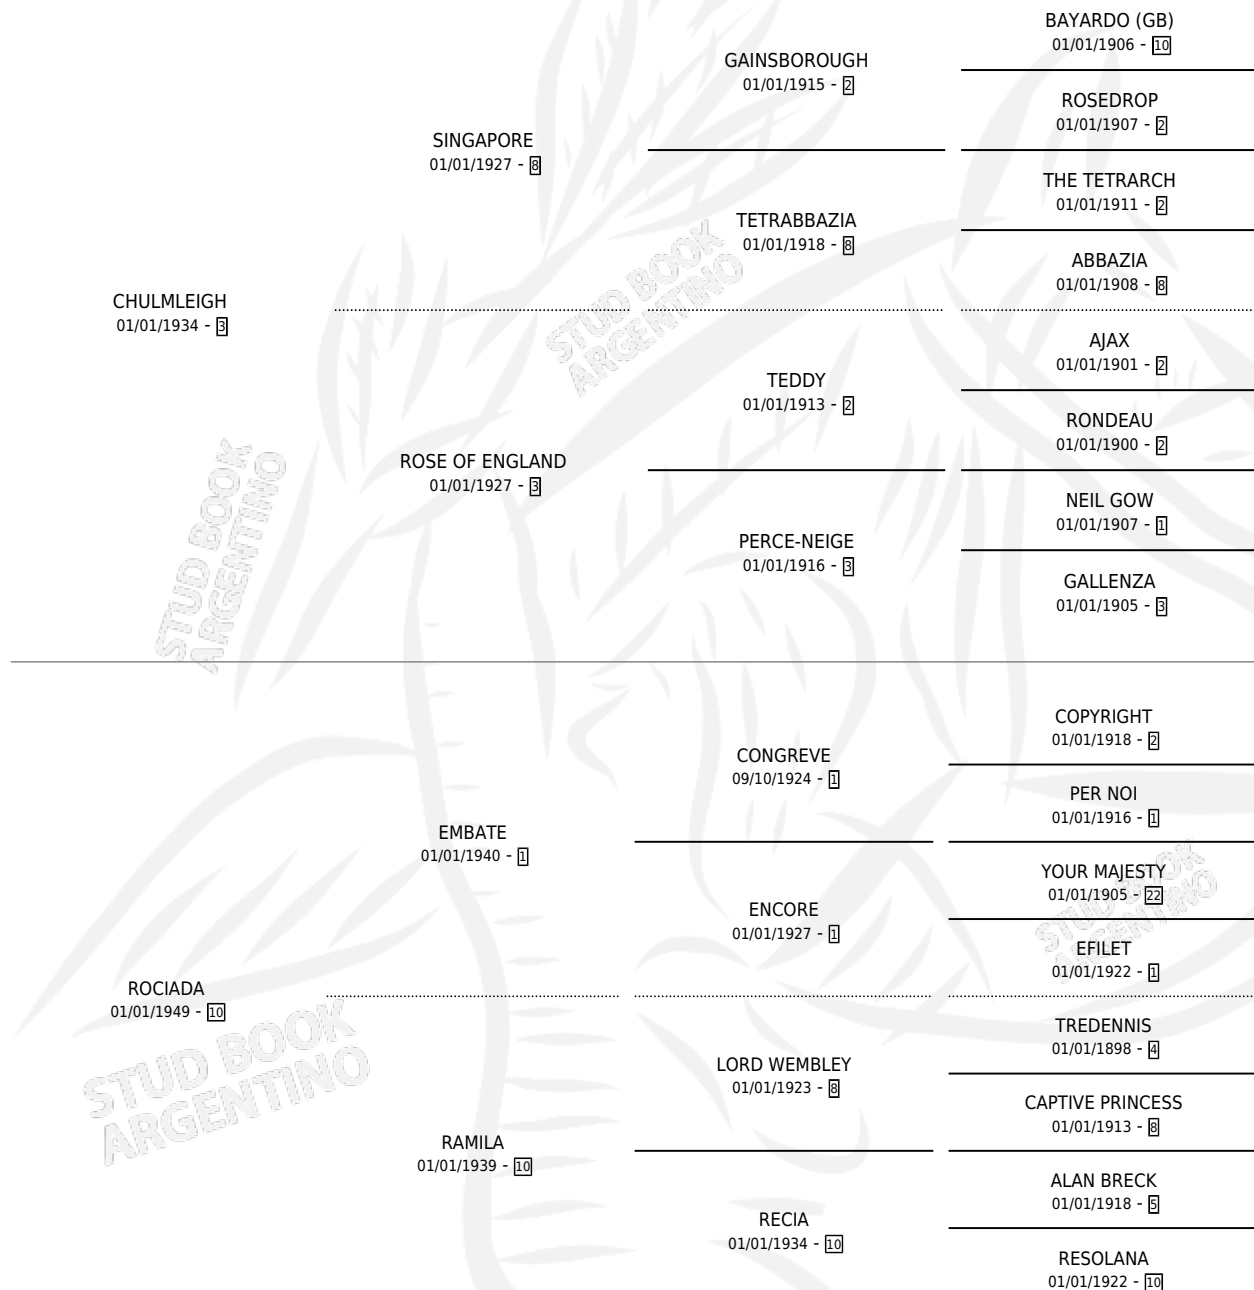 BAYARDO (GB)
01/01/1906 - 10
GAINSBOROUGH
01/01/1915 - 2
ROSEDROP
01/01/1907 - 2
SINGAPORE
01/01/1927 - 8
THE TETRARCH
01/01/1911 - 2
TETRABBAZIA
01/01/1918 - 8
ABBAZIA
01/01/1908 - 8
CHULMLEIGH
01/01/1934 - 3
AJAX
01/01/1901 - 2
TEDDY
01/01/1913 - 2
RONDEAU
01/01/1900 - 2
ROSE OF ENGLAND
01/01/1927 - 3
NEIL GOW
01/01/1907 - 1
PERCE-NEIGE
01/01/1916 - 3
GALLENZA
01/01/1905 - 3
COPYRIGHT
01/01/1918 - 2
CONGREVE
09/10/1924 - 1
PER NOI
01/01/1916 - 1
EMBATE
01/01/1940 - 1
YOUR MAJESTY
01/01/1905 - 22
ENCORE
01/01/1927 - 1
EFILET
01/01/1922 - 1
ROCIADA
01/01/1949 - 10
TREDENNIS
01/01/1898 - 4
LORD WEMBLEY
01/01/1923 - 8
CAPTIVE PRINCESS
01/01/1913 - 8
RAMILA
01/01/1939 - 10
ALAN BRECK
01/01/1918 - 5
RECIA
01/01/1934 - 10
RESOLANA
01/01/1922 - 10
STUD BOOK
ARGENTINO
STUD BOOK
ARGENTINO
STUD BOOK
ARGENTINO
STUD BOOK
ARGENTINO